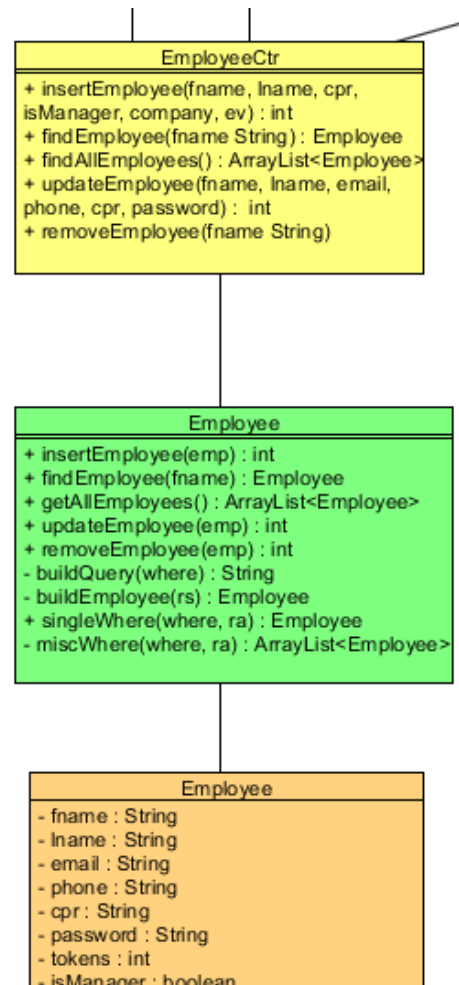 EmployeeCtr
+ insertEmployee(fname, lname, cpr,
isManager, company, ev) : int
+ findEmployee(fname String) : Employee
+ findAllEmployees() : ArrayList<Employee>
+ updateEmployee(fname, lname, email,
phone, cpr, password) : int
+ removeEmployee(fname String)
Employee
+ insertEmployee(emp) : int
+ findEmployee(fname) : Employee
+ getAllEmployees() : ArrayList<Employee>
+ updateEmployee(emp) : int
+ removeEmployee(emp) : int
- buildQuery(where) : String
- buildEmployee(rs) : Employee
+ singleWhere(where, ra) : Employee
- miscWhere(where, ra) : ArrayList<Employee>
Employee
- fname : String
- lname : String
- email : String
- phone : String
- cpr : String
- password : String
- tokens : int
- isManager : boolean